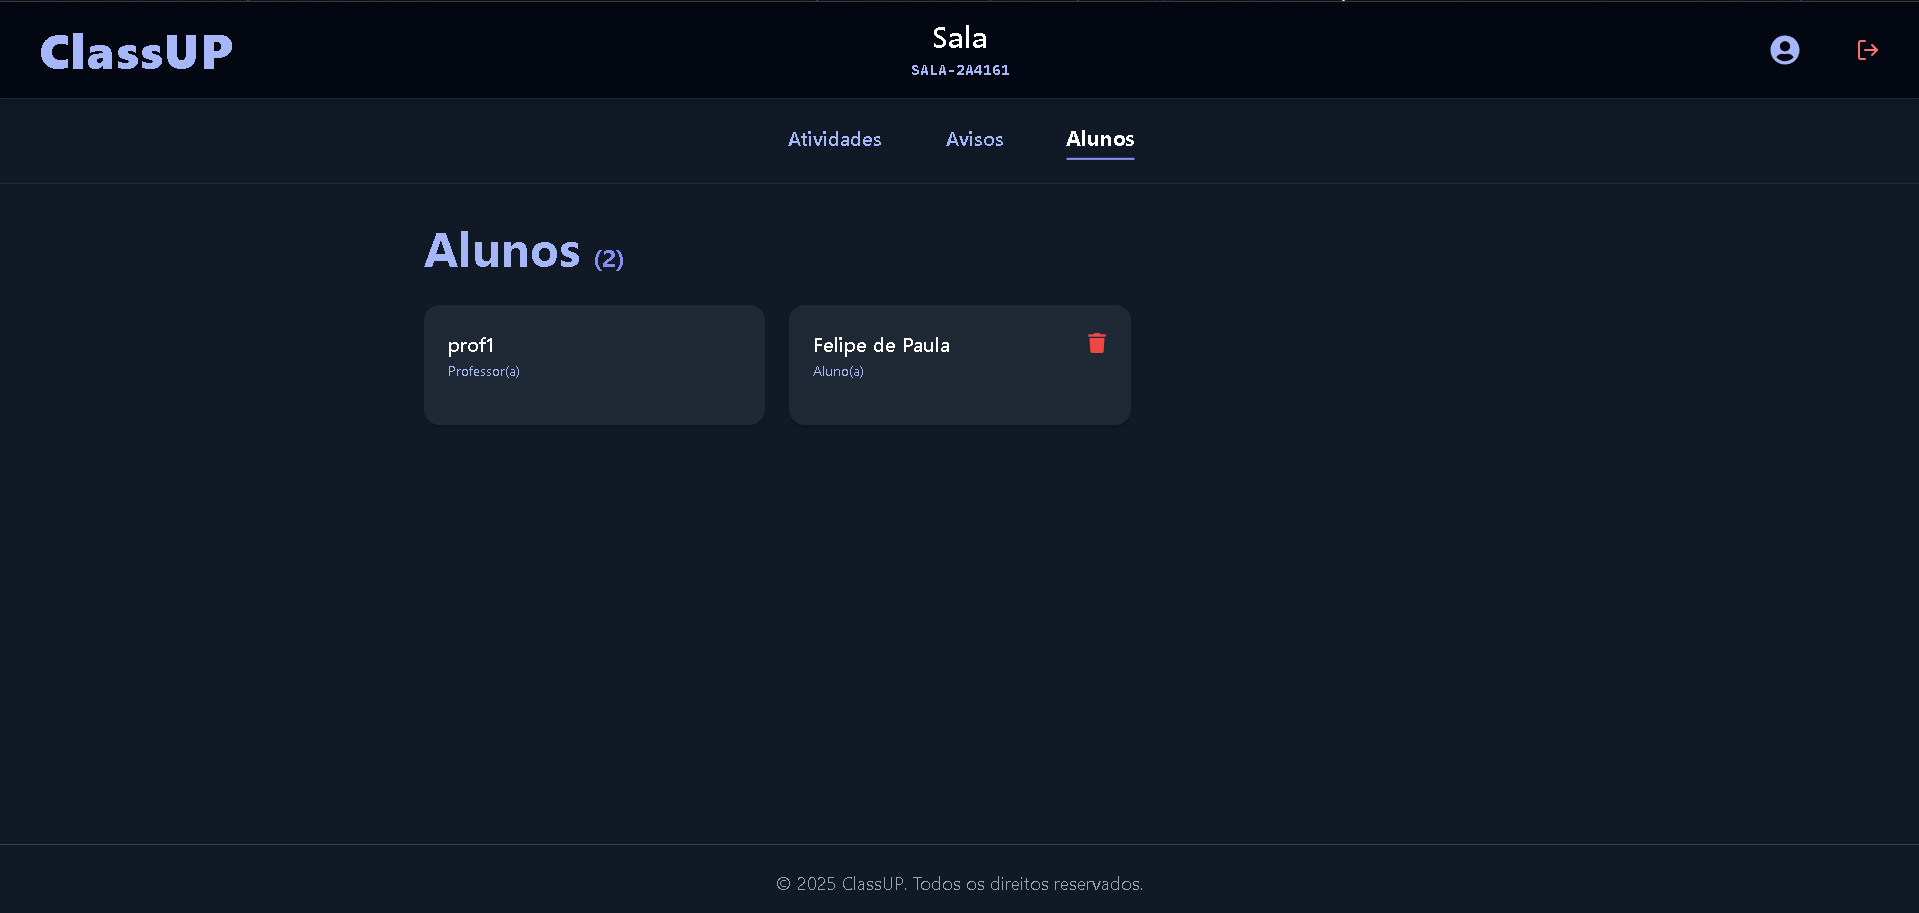 ClassUP
Sala
SALA-2A4161
Atividades Avisos Alunos
Alunos (2)
prof1
Professor(a)
Felipe de Paula
Aluno(a)
© 2025 ClassUP. Todos os direitos reservados.